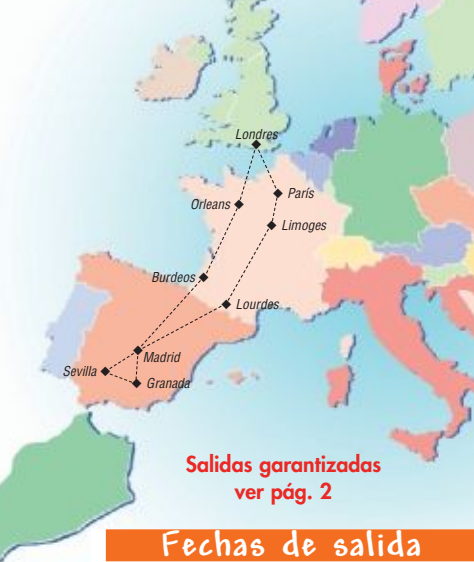 Londres
París
Orleans
Limoges
Burdeos
Lourdes
Madrid
Sevilla
Granada
Salidas garantizadas
ver pág. 2
Fechas de salida